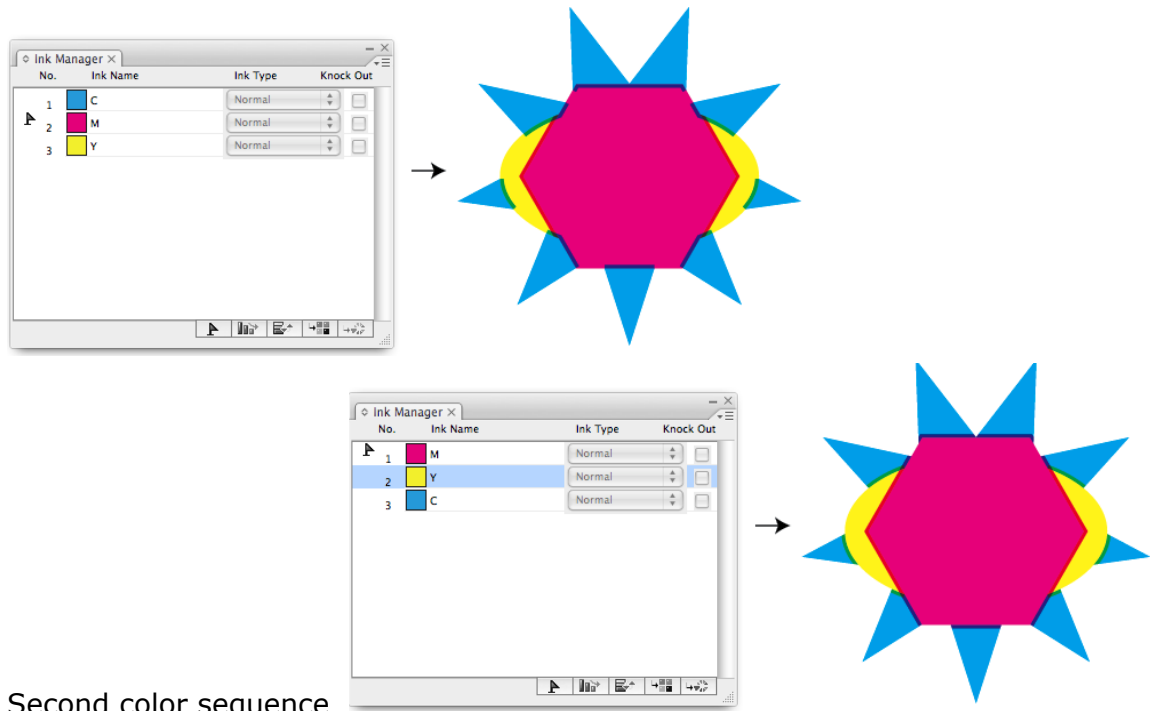 Ink Manager ×
No. Ink Name Ink Type Knock Out
1 C Normal
2 M Normal
3 Y Normal
Ink Manager ×
No. Ink Name Ink Type Knock Out
1 M Normal
2 Y Normal
3 C Normal
Second color sequence